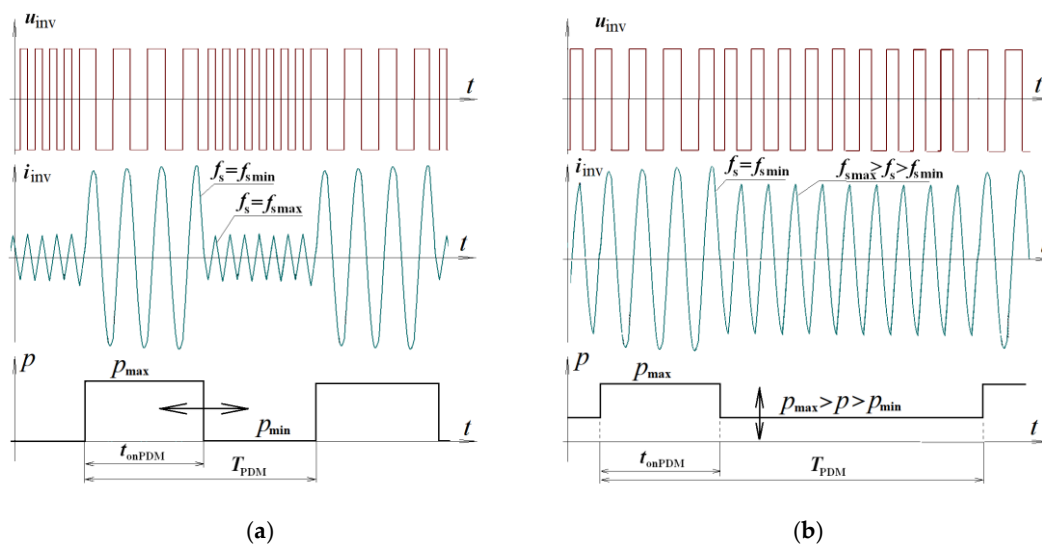 u_inv
t
i_inv
f_s=f_smin
f_s=f_smax
t
p
p_max
p_min
t
t_onPDM
T_PDM
(a)
u_inv
t
i_inv
f_s=f_smin
f_smax>f_s>f_smin
p
p_max
p_max>p>p_min
t
t_onPDM
T_PDM
(b)